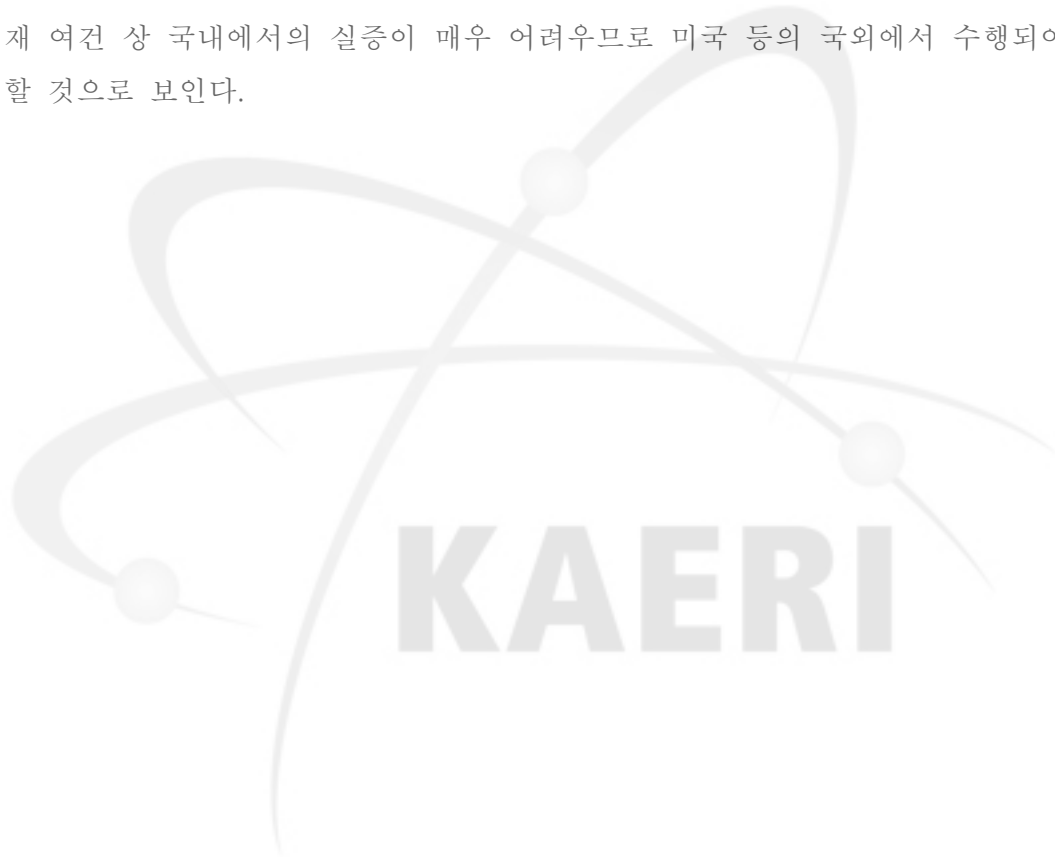 재 여건 상 국내에서의 실증이 매우 어려우므로 미국 등의 국외에서 수행되어
할 것으로 보인다.
KAERI